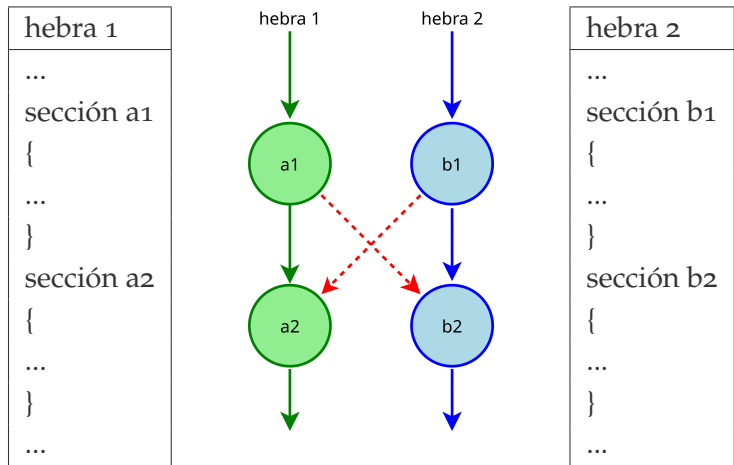 hebra 1
...
sección a1
{
...
}
sección a2
{
...
}
...
hebra 1
hebra 2
a1
b1
a2
b2
hebra 2
...
sección b1
{
...
}
sección b2
{
...
}
...